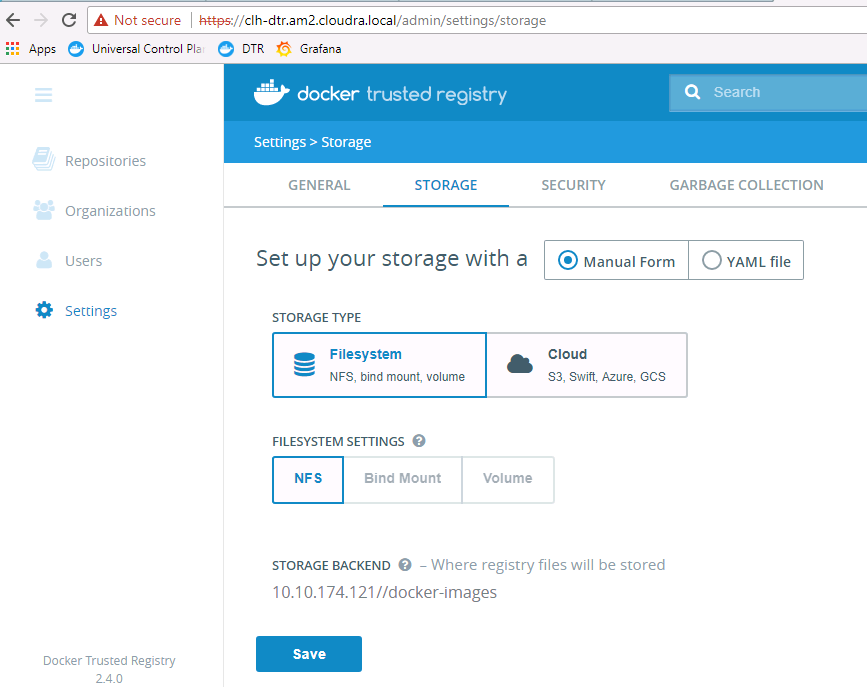 Not secure | https://clh-dtr.am2.cloudra.local/admin/settings/storage
Apps Universal Control Pla DTR Grafana
docker trusted registry Search
Settings > Storage
Repositories
Organizations
Users
Settings
GENERAL STORAGE SECURITY GARBAGE COLLECTION
Set up your storage with a Manual Form YAML file
STORAGE TYPE
Filesystem
NFS, bind mount, volume
Cloud
S3, Swift, Azure, GCS
FILESYSTEM SETTINGS ?
NFS Bind Mount Volume
STORAGE BACKEND ? – Where registry files will be stored
10.10.174.121//docker-images
Save
Docker Trusted Registry
2.4.0